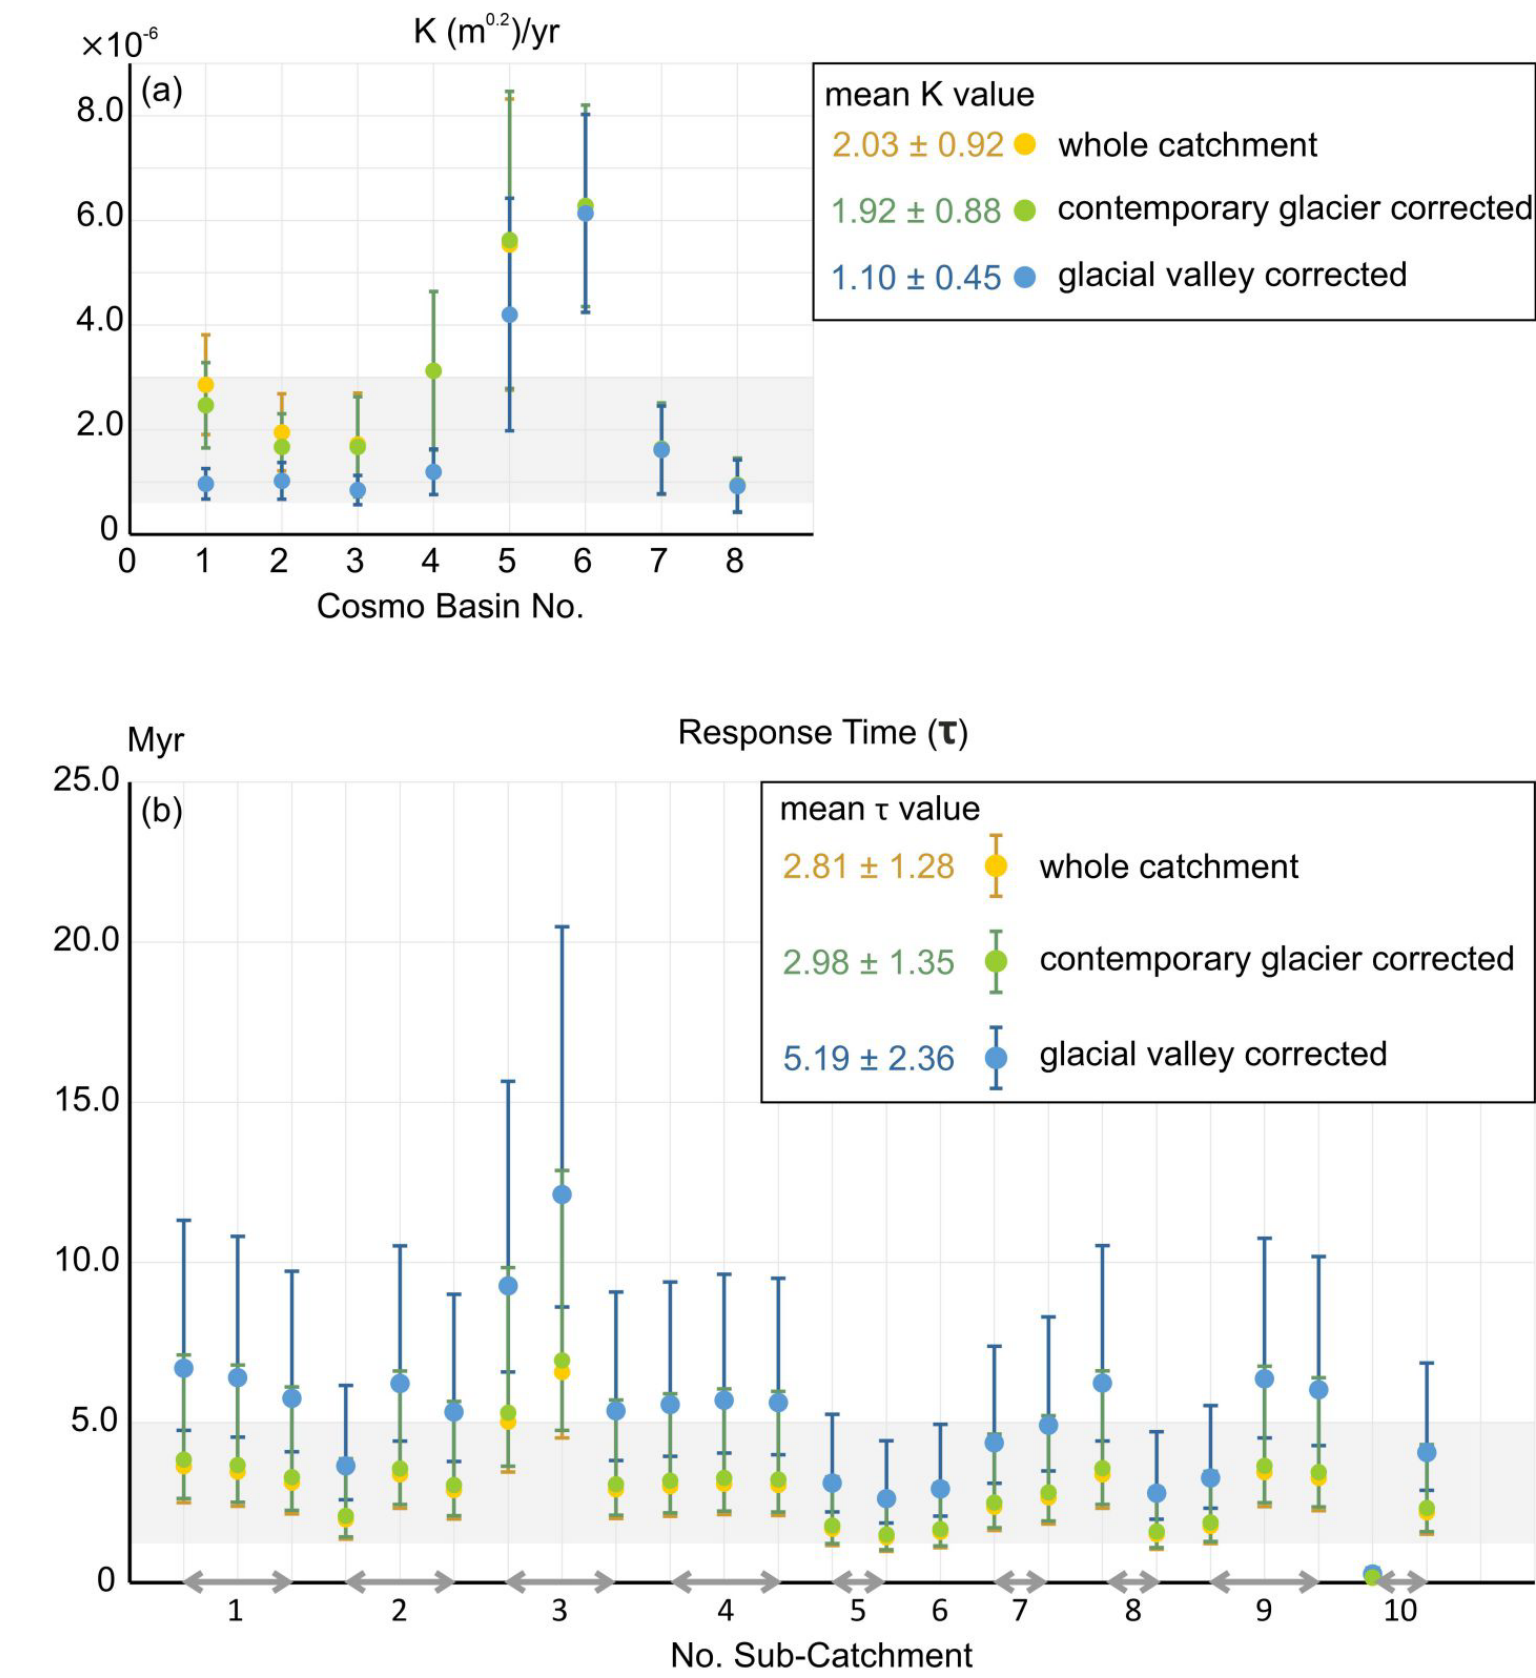 K (m^0.2)/yr
×10^-6
(a)
8.0
6.0
4.0
2.0
0
0 1 2 3 4 5 6 7 8
Cosmo Basin No.
mean K value
2.03 ± 0.92 whole catchment
1.92 ± 0.88 contemporary glacier corrected
1.10 ± 0.45 glacial valley corrected
Response Time (τ)
Myr
(b)
25.0
20.0
15.0
10.0
5.0
0
1 2 3 4 5 6 7 8 9 10
No. Sub-Catchment
mean τ value
2.81 ± 1.28 whole catchment
2.98 ± 1.35 contemporary glacier corrected
5.19 ± 2.36 glacial valley corrected